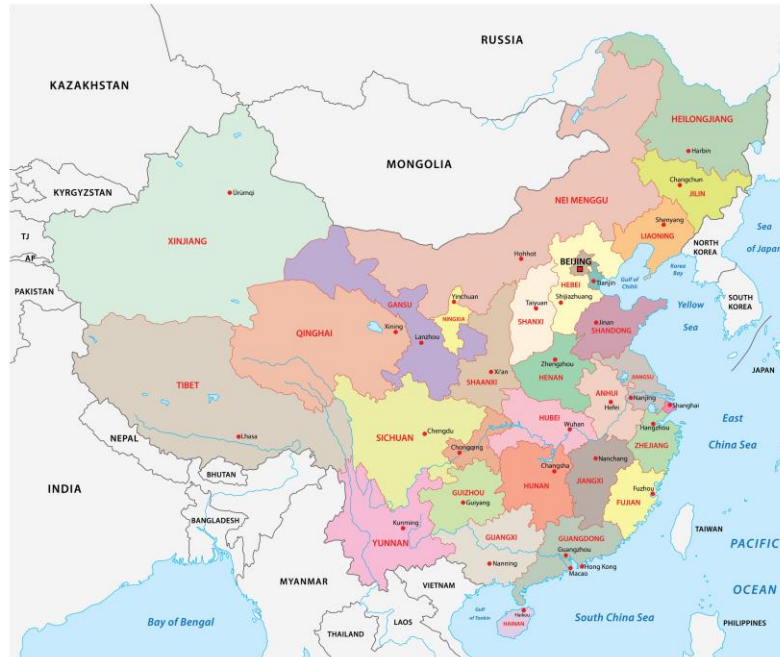 RUSSIA
KAZAKHSTAN
HEILONGJIANG
Harbin
MONGOLIA
Changchun
JILIN
KYRGYZSTAN
Ürümqi
NEI MENGGU
Shenyang
LIAONING
Sea
of Japan
TJ
XINJIANG
NORTH
KOREA
AF
Hohhot
BEIJING
Korea
Bay
PAKISTAN
HEBEI
Tianjin
Gulf of
Chihli
GANSU
Yinchuan
Taiyuan
Shijiazhuang
SOUTH
KOREA
Yellow
Sea
NINGXIA
SHANXI
QINGHAI
Xining
Lanzhou
Jinan
SHANDONG
Zhengzhou
JAPAN
Xi'an
HENAN
JIANGSU
SHAANXI
TIBET
ANHUI
Nanjing
Hefei
Shanghai
HUBEI
East
China Sea
Lhasa
Chengdu
Wuhan
Hangzhou
NEPAL
SICHUAN
ZHEJIANG
Chongqing
Nanchang
Changsha
BHUTAN
HUNAN
JIANGXI
Fuzhou
INDIA
GUIZHOU
Guiyang
FUJIAN
BANGLADESH
Kunming
TAIWAN
YUNNAN
GUANGXI
GUANGDONG
Guangzhou
PACIFIC
OCEAN
Nanning
Hong Kong
Macao
MYANMAR
VIETNAM
Bay of Bengal
LAOS
Gulf
of Tonkin
Haikou
HAINAN
South China Sea
THAILAND
PHILIPPINES